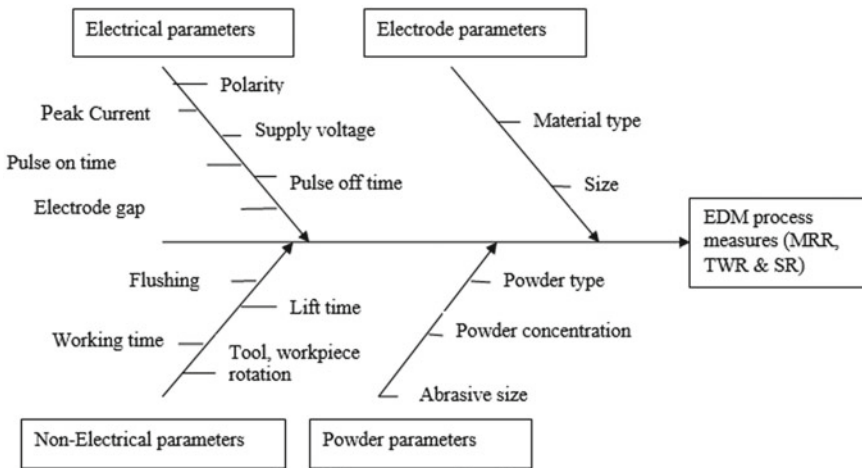 Electrical parameters
Electrode parameters
Polarity
Peak Current
Supply voltage
Material type
Pulse on time
Pulse off time
Size
Electrode gap
EDM process
measures (MRR,
TWR & SR)
Flushing
Powder type
Lift time
Powder concentration
Working time
Tool, workpiece
rotation
Abrasive size
Non-Electrical parameters
Powder parameters